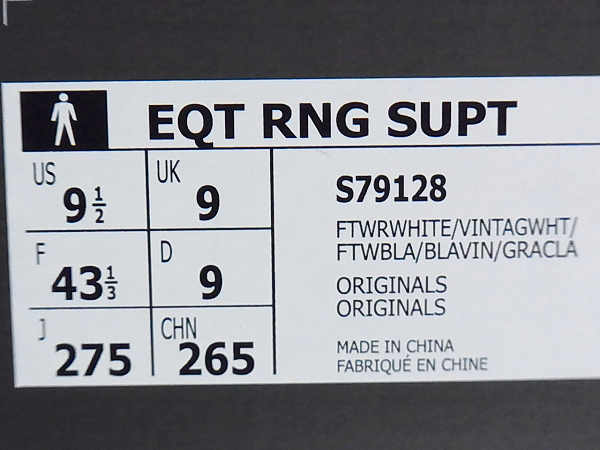 EQT RNG SUPT
US 9 1/2
UK 9
F 43 1/3
D 9
J 275
CHN 265
S79128
FTWRWHITE/VINTAGWHT/
FTWBLA/BLAVIN/GRACLA
ORIGINALS
ORIGINALS
MADE IN CHINA
FABRIQUÉ EN CHINE